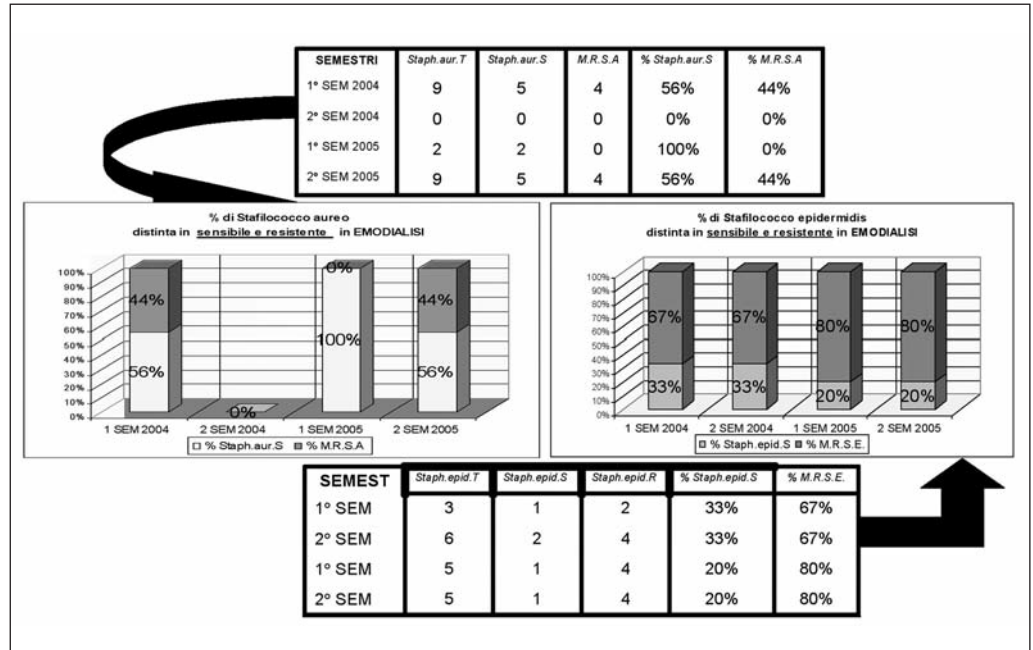 SEMESTRI Staph.aur.T Staph.aur.S M.R.S.A % Staph.aur.S % M.R.S.A
1° SEM 2004 9 5 4 56% 44%
2° SEM 2004 0 0 0 0% 0%
1° SEM 2005 2 2 0 100% 0%
2° SEM 2005 9 5 4 56% 44%
% di Stafilococco aureo
distinta in sensibile e resistente in EMODIALISI
100%
90%
80%
70%
60%
50%
40%
30%
20%
10%
0%
44% 0% 44%
56% 0% 100% 56%
1 SEM 2004 2 SEM 2004 1 SEM 2005 2 SEM 2005
% Staph.aur.S % M.R.S.A
% di Stafilococco epidermidis
distinta in sensibile e resistente in EMODIALISI
100%
90%
80%
70%
60%
50%
40%
30%
20%
10%
0%
67% 67% 80% 80%
33% 33% 20% 20%
1 SEM 2004 2 SEM 2004 1 SEM 2005 2 SEM 2005
% Staph.epid.S % M.R.S.E.
SEMEST Staph.epid.T Staph.epid.S Staph.epid.R % Staph.epid.S % M.R.S.E.
1° SEM 3 1 2 33% 67%
2° SEM 6 2 4 33% 67%
1° SEM 5 1 4 20% 80%
2° SEM 5 1 4 20% 80%